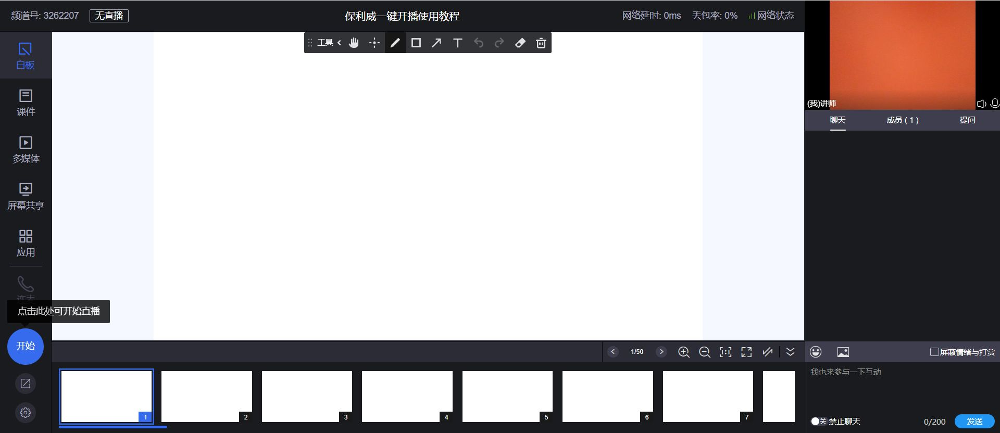 频道号: 3262207 无直播 保利威一键开播使用教程 网络延时: 0ms 丢包率: 0% 网络状态
工具
白板
课件
多媒体
屏幕共享
应用
连麦
点击此处可开始直播
开始
1/50
1 2 3 4 5 6 7
(我)讲师
聊天 成员 ( 1 ) 提问
屏蔽情绪与打赏
我也来参与一下互动
关 禁止聊天 0/200 发送